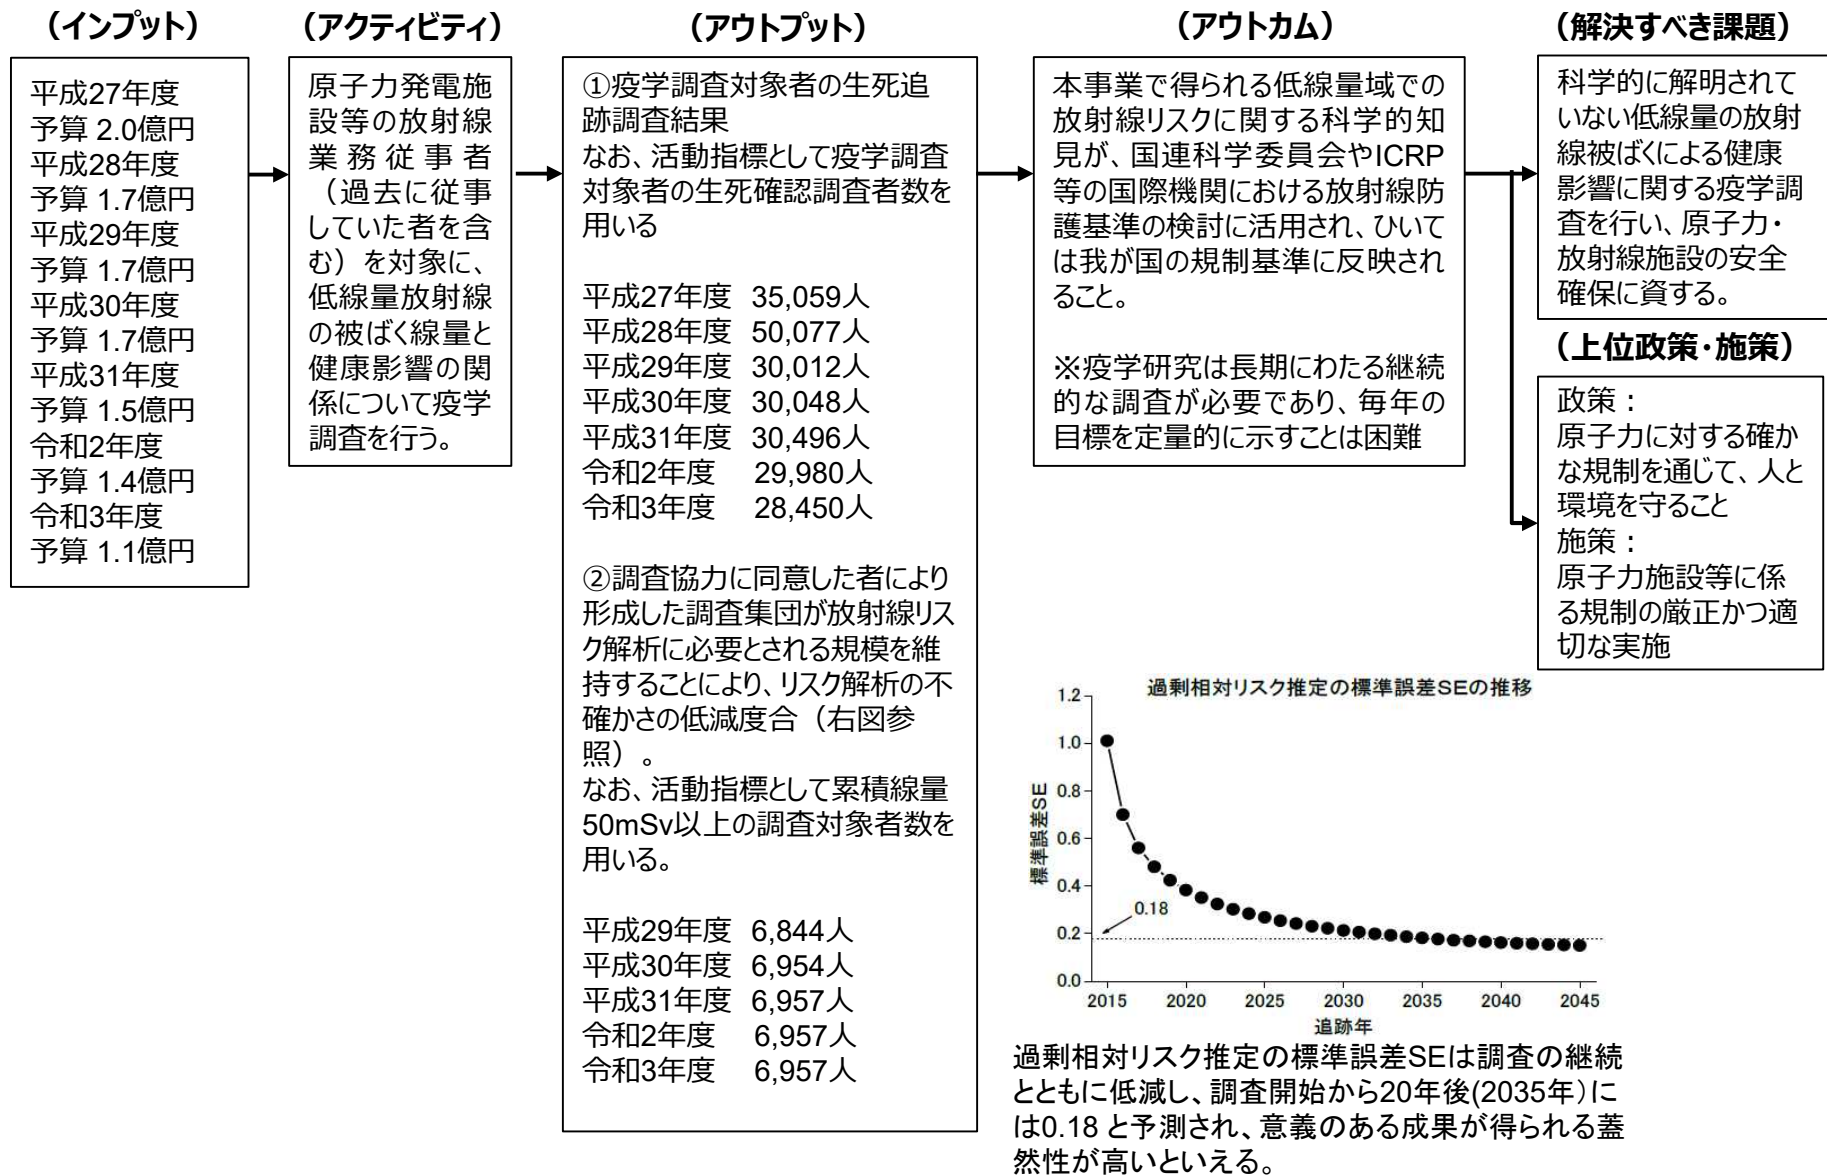 （インプット）
平成27年度
予算 2.0億円
平成28年度
予算 1.7億円
平成29年度
予算 1.7億円
平成30年度
予算 1.7億円
平成31年度
予算 1.5億円
令和2年度
予算 1.4億円
令和3年度
予算 1.1億円
（アクティビティ）
原子力発電施
設等の放射線
業務従事者
（過去に従事
していた者を含
む）を対象に、
低線量放射線
の被ばく線量と
健康影響の関
係について疫学
調査を行う。
（アウトプット）
①疫学調査対象者の生死追
跡調査結果
なお、活動指標として疫学調査
対象者の生死確認調査者数を
用いる
平成27年度 35,059人
平成28年度 50,077人
平成29年度 30,012人
平成30年度 30,048人
平成31年度 30,496人
令和2年度 29,980人
令和3年度 28,450人
②調査協力に同意した者により
形成した調査集団が放射線リス
ク解析に必要とされる規模を維
持することにより、リスク解析の不
確かさの低減度合（右図参
照）。
なお、活動指標として累積線量
50mSv以上の調査対象者数を
用いる。
平成29年度 6,844人
平成30年度 6,954人
平成31年度 6,957人
令和2年度 6,957人
令和3年度 6,957人
（アウトカム）
本事業で得られる低線量域での
放射線リスクに関する科学的知
見が、国連科学委員会やICRP
等の国際機関における放射線防
護基準の検討に活用され、ひいて
は我が国の規制基準に反映され
ること。
※疫学研究は長期にわたる継続
的な調査が必要であり、毎年の
目標を定量的に示すことは困難
（解決すべき課題）
科学的に解明されて
いない低線量の放射
線被ばくによる健康
影響に関する疫学調
査を行い、原子力・
放射線施設の安全
確保に資する。
（上位政策・施策）
政策：
原子力に対する確か
な規制を通じて、人と
環境を守ること
施策：
原子力施設等に係
る規制の厳正かつ適
切な実施
過剰相対リスク推定の標準誤差SEの推移
標準誤差SE
1.2
1.0
0.8
0.6
0.4
0.2
0.0
0.18
2015 2020 2025 2030 2035 2040 2045
追跡年
過剰相対リスク推定の標準誤差SEは調査の継続
とともに低減し、調査開始から20年後(2035年)に
は0.18 と予測され、意義のある成果が得られる蓋
然性が高いといえる。